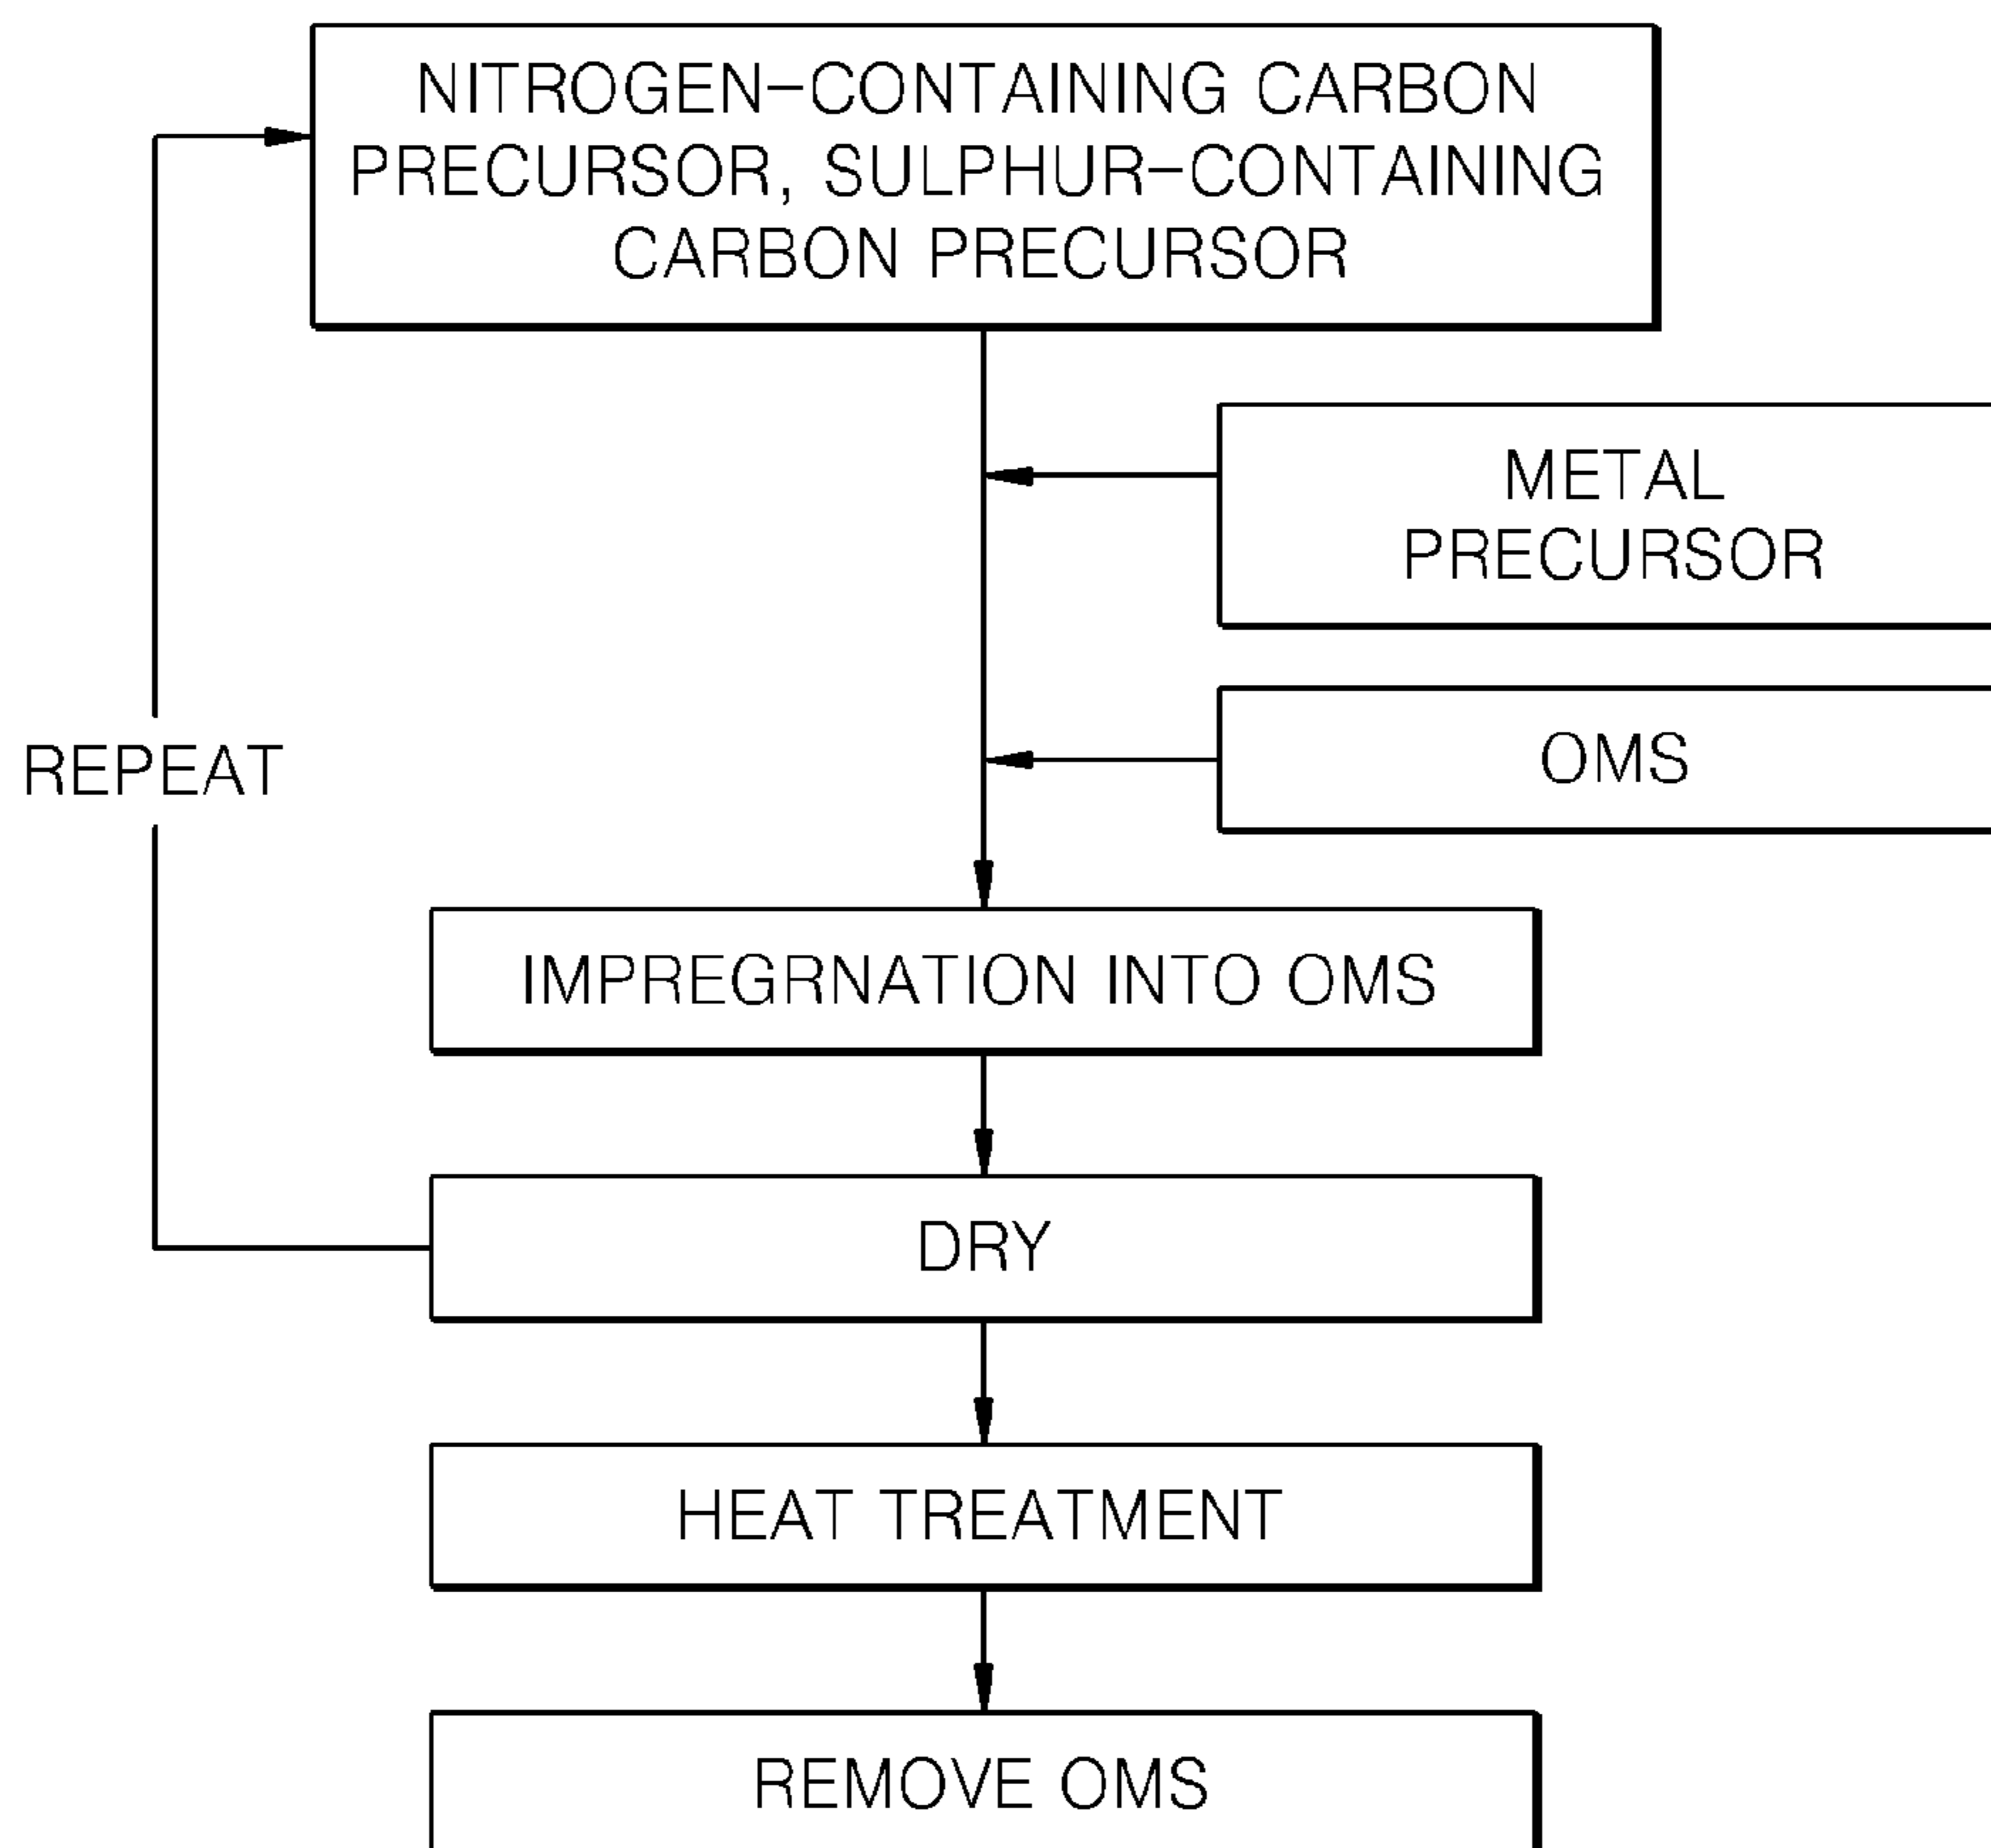 NITROGEN-CONTAINING CARBON
PRECURSOR, SULPHUR-CONTAINING
CARBON PRECURSOR
METAL
PRECURSOR
OMS
REPEAT
IMPREGRNATION INTO OMS
DRY
HEAT TREATMENT
REMOVE OMS